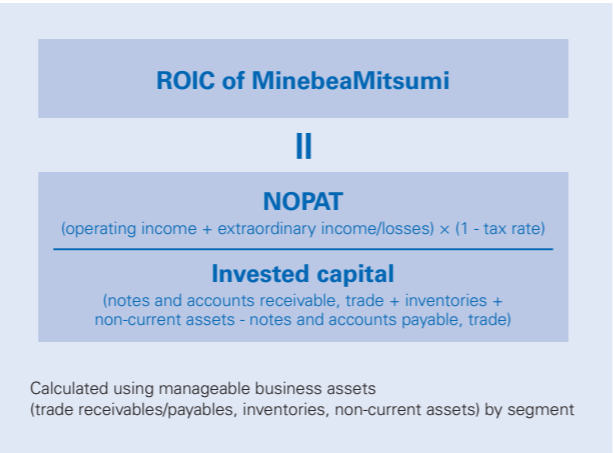 ROIC of MinebeaMitsumi
=
NOPAT
(operating income + extraordinary income/losses) × (1 - tax rate)
Invested capital
(notes and accounts receivable, trade + inventories +
non-current assets - notes and accounts payable, trade)
Calculated using manageable business assets
(trade receivables/payables, inventories, non-current assets) by segment